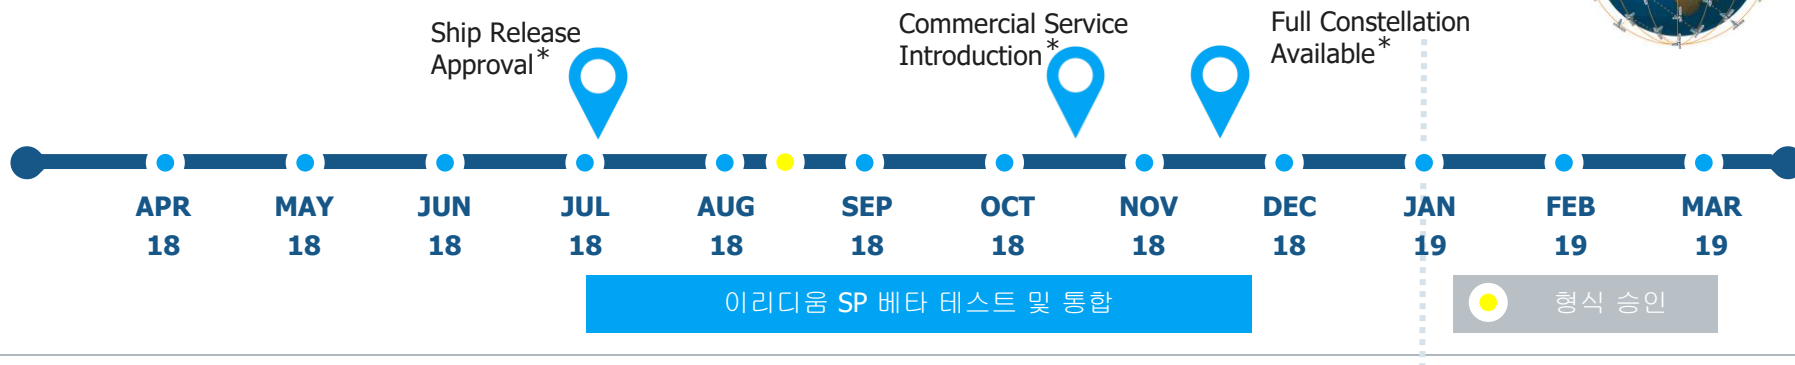 Ship Release
Approval*
Commercial Service
Introduction*
Full Constellation
Available*
APR MAY JUN JUL AUG SEP OCT NOV DEC JAN FEB MAR
18 18 18 18 18 18 18 18 18 19 19 19
이리디움 SP 베타 테스트 및 통합
형식 승인